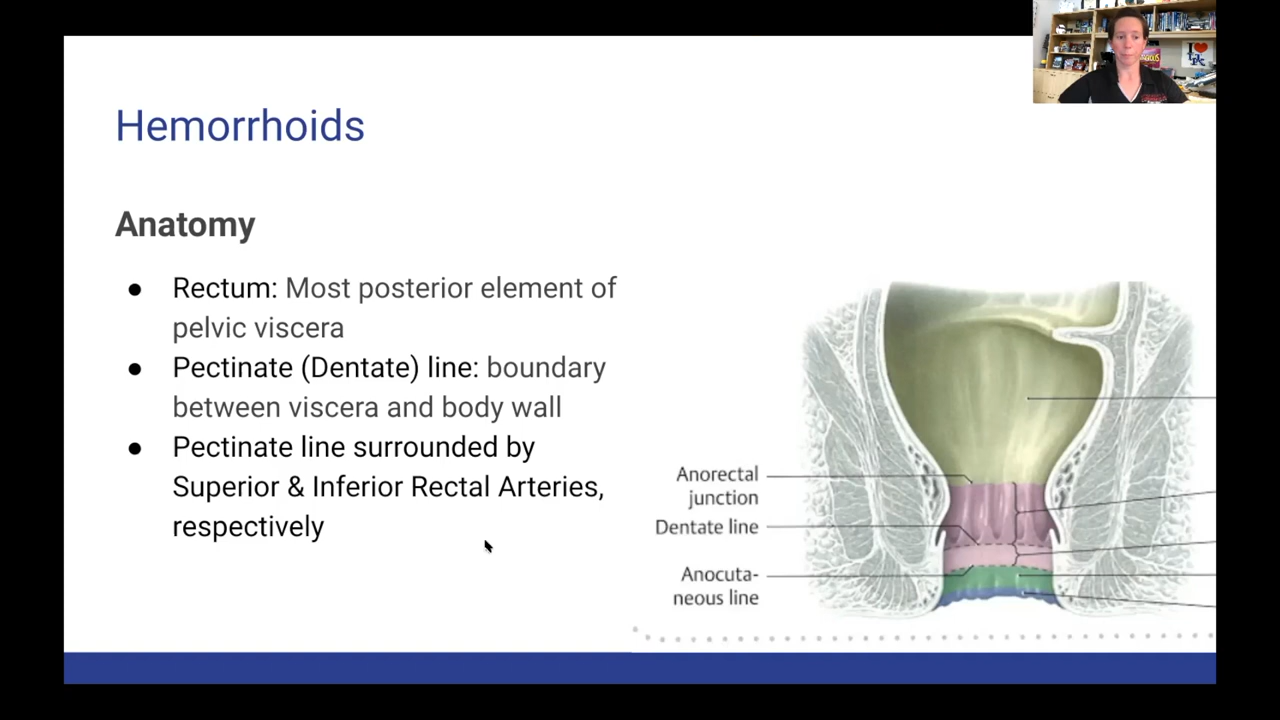 Hemorrhoids
Anatomy
● Rectum: Most posterior element of
pelvic viscera
● Pectinate (Dentate) line: boundary
between viscera and body wall
● Pectinate line surrounded by
Superior & Inferior Rectal Arteries,
respectively
Anorectal
junction
Dentate line
Anocuta-
neous line